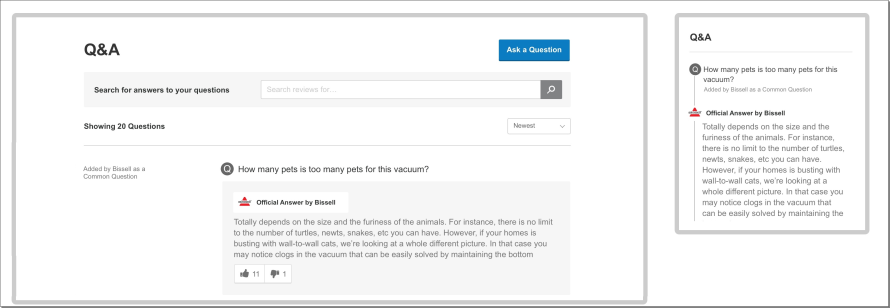 Q&A
Ask a Question
Search for answers to your questions
Search reviews for...
Showing 20 Questions
Newest
Added by Bissell as a
Common Question
Q How many pets is too many pets for this vacuum?
Official Answer by Bissell
Totally depends on the size and the furiness of the animals. For instance, there is no limit
to the number of turtles, newts, snakes, etc you can have. However, if your homes is
busting with wall-to-wall cats, we're looking at a whole different picture. In that case you
may notice clogs in the vacuum that can be easily solved by maintaining the bottom
11 1
Q&A
Q How many pets is too many pets for this
vacuum?
Added by Bissell as a Common Question
Official Answer by Bissell
Totally depends on the size and the
furiness of the animals. For instance,
there is no limit to the number of turtles,
newts, snakes, etc you can have.
However, if your homes is busting with
wall-to-wall cats, we're looking at a
whole different picture. In that case you
may notice clogs in the vacuum that
can be easily solved by maintaining the